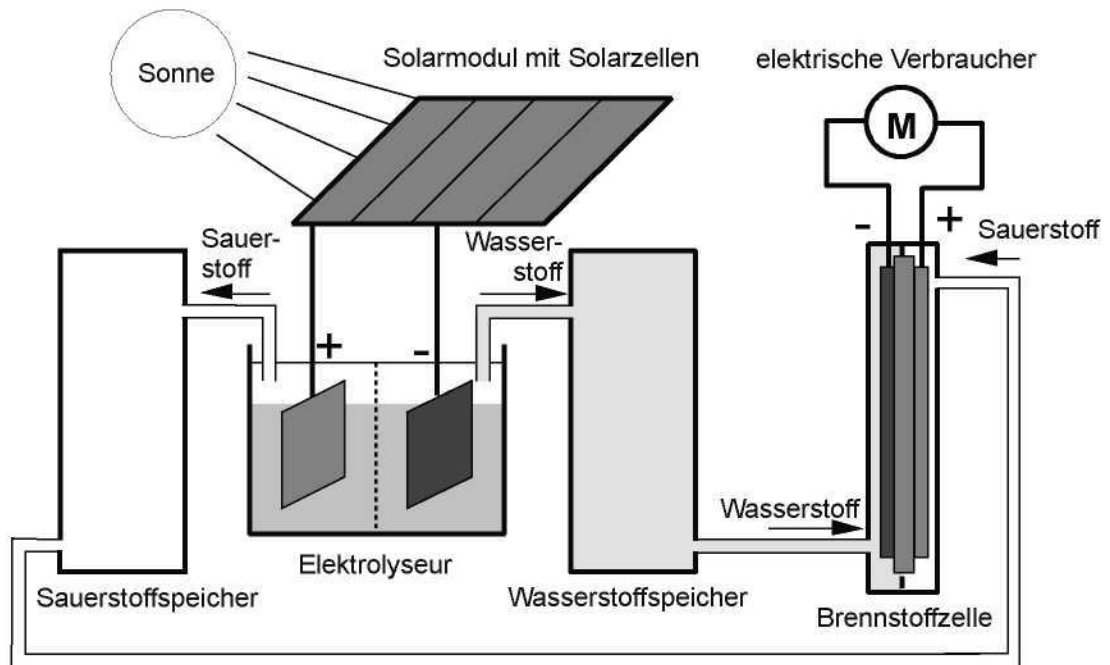 Sonne
Solarmodul mit Solarzellen
elektrische Verbraucher
M
-
+
Sauerstoff
Sauer-
stoff
Wasser-
stoff
+
-
Wasserstoff
Elektrolyseur
Sauerstoffspeicher
Wasserstoffspeicher
Brennstoffzelle